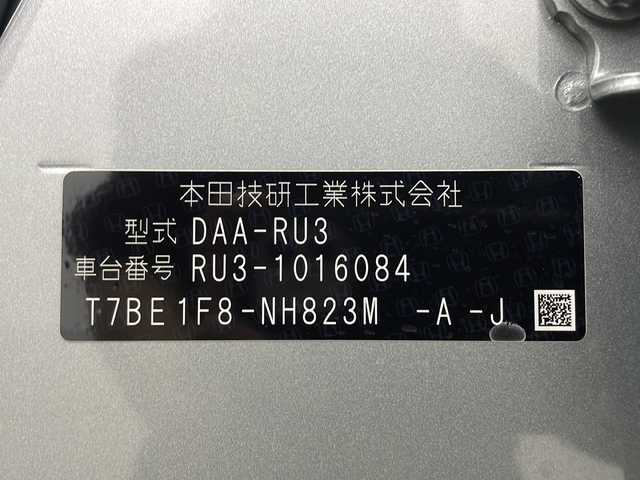 本田技研工業株式会社
型式 DAA-RU3
車台番号 RU3-1016084
T7BE1F8-NH823M -A-J